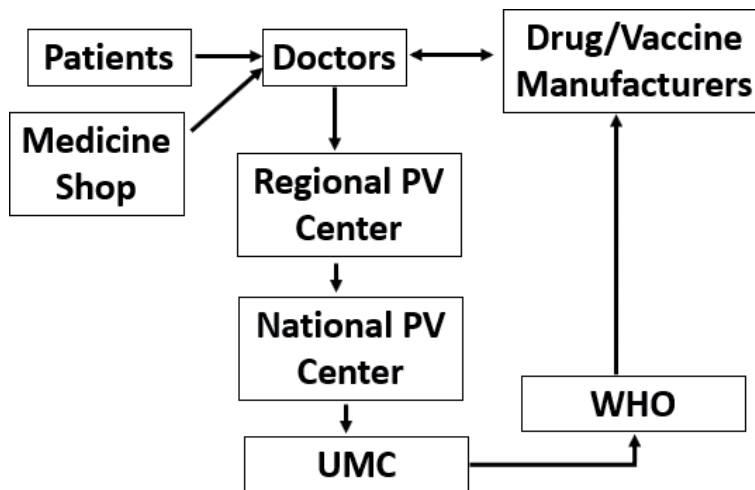 Patients
Doctors
Drug/Vaccine
Manufacturers
Medicine
Shop
Regional PV
Center
National PV
Center
WHO
UMC